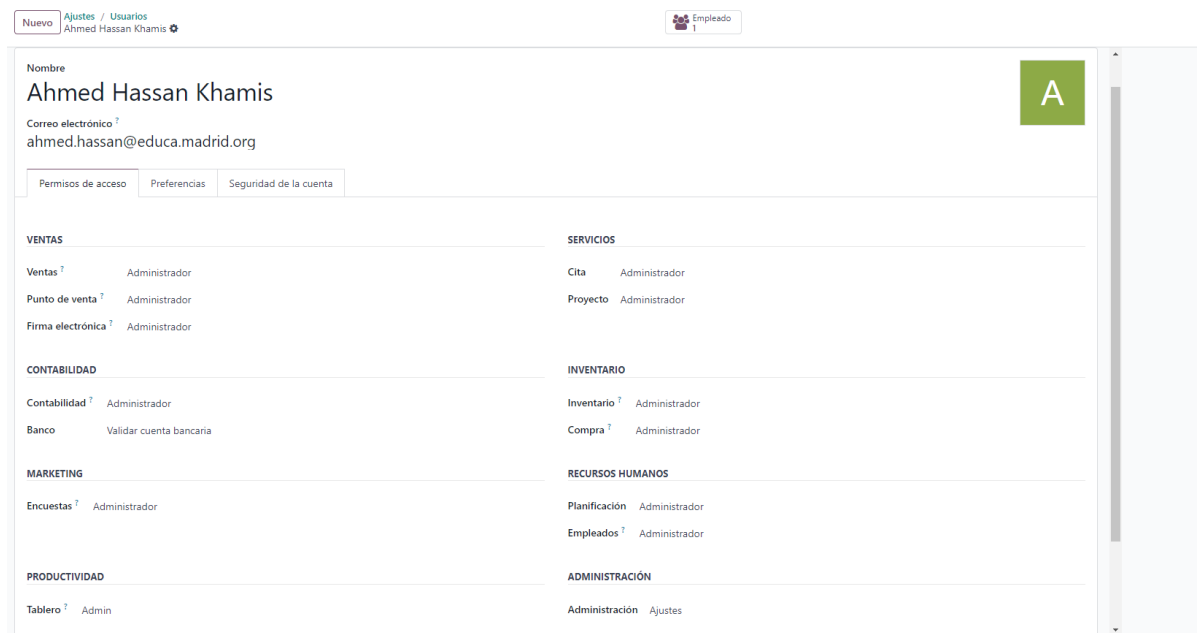 Nuevo
Ajustes / Usuarios
Ahmed Hassan Khamis
Empleado
1
Nombre
Ahmed Hassan Khamis
A
Correo electrónico ?
ahmed.hassan@educa.madrid.org
Permisos de acceso Preferencias Seguridad de la cuenta
VENTAS
Ventas ? Administrador
Punto de venta ? Administrador
Firma electrónica ? Administrador
SERVICIOS
Cita Administrador
Proyecto Administrador
CONTABILIDAD
Contabilidad ? Administrador
Banco Validar cuenta bancaria
INVENTARIO
Inventario ? Administrador
Compra ? Administrador
MARKETING
Encuestas ? Administrador
RECURSOS HUMANOS
Planificación Administrador
Empleados ? Administrador
PRODUCTIVIDAD
Tablero ? Admin
ADMINISTRACIÓN
Administración Ajustes